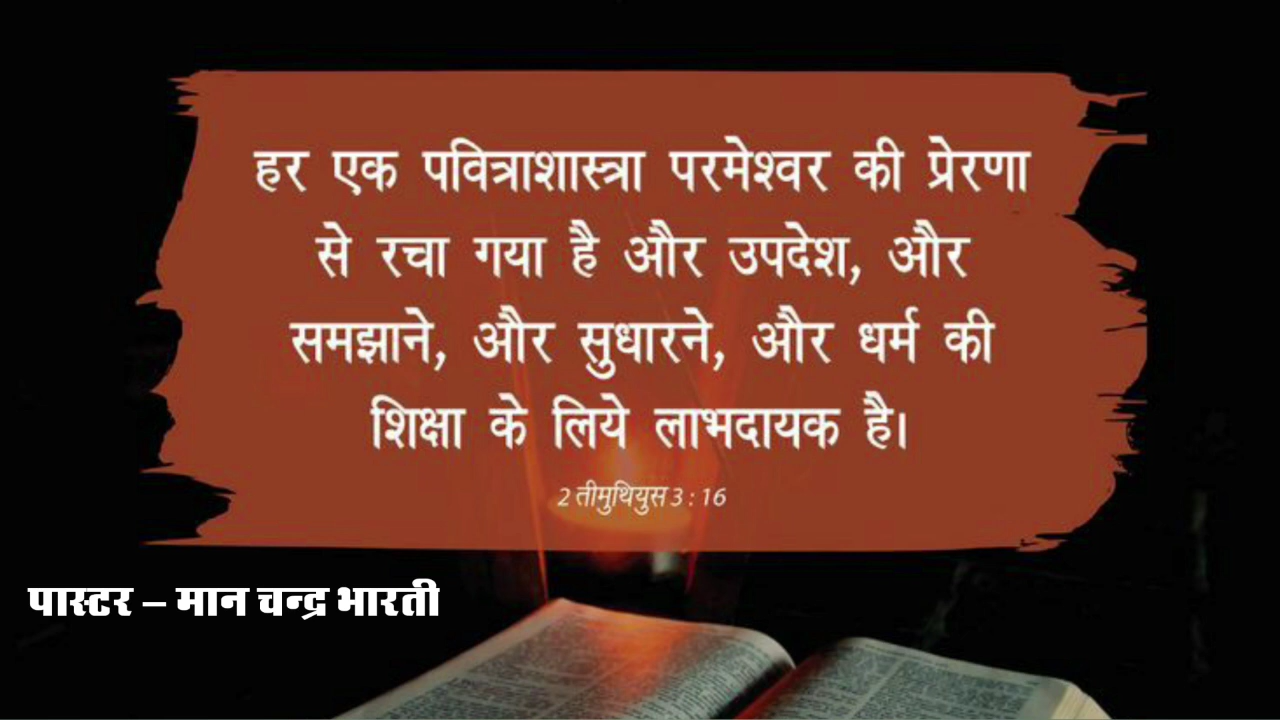 हर एक पवित्राशास्त्रा परमेश्वर की प्रेरणा
से रचा गया है और उपदेश, और
समझाने, और सुधारने, और धर्म की
शिक्षा के लिये लाभदायक है।
2 तीमुथियुस 3 : 16
पास्टर – मान चन्द्र भारती